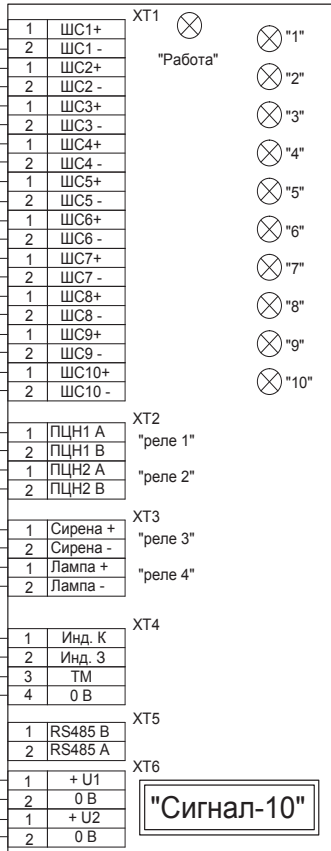 XT1
1 ШС1+ "1"
2 ШС1 - "Работа"
1 ШС2+ "2"
2 ШС2 -
1 ШС3+ "3"
2 ШС3 -
1 ШС4+ "4"
2 ШС4 -
1 ШС5+ "5"
2 ШС5 -
1 ШС6+ "6"
2 ШС6 -
1 ШС7+ "7"
2 ШС7 -
1 ШС8+ "8"
2 ШС8 -
1 ШС9+ "9"
2 ШС9 -
1 ШС10+ "10"
2 ШС10 -
XT2
1 ПЦН1 А "реле 1"
2 ПЦН1 В
1 ПЦН2 А "реле 2"
2 ПЦН2 В
XT3
1 Сирена + "реле 3"
2 Сирена -
1 Лампа + "реле 4"
2 Лампа -
XT4
1 Инд. К
2 Инд. З
3 ТМ
4 0 В
XT5
1 RS485 B
2 RS485 A
XT6
1 + U1
2 0 В
1 + U2
2 0 В
"Сигнал-10"